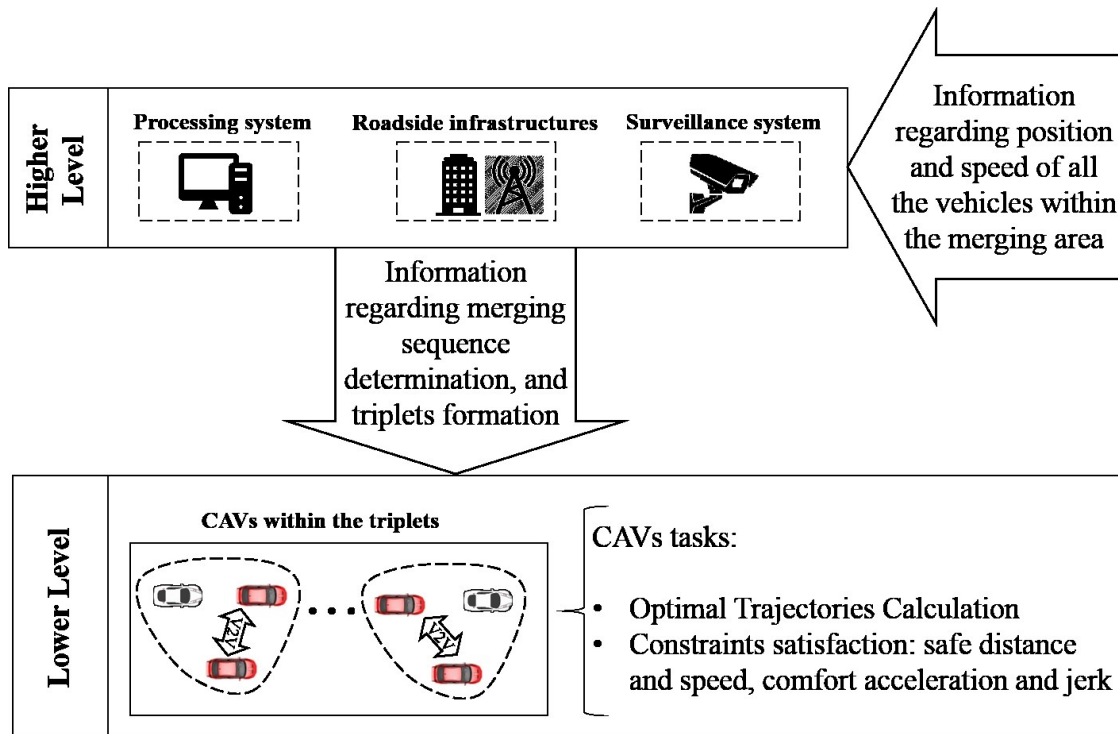 Higher
Level
Processing system
Roadside infrastructures
Surveillance system
Information
regarding position
and speed of all
the vehicles within
the merging area
Information
regarding merging
sequence
determination, and
triplets formation
Lower Level
CAVs within the triplets
V2V
V2V
CAVs tasks:
• Optimal Trajectories Calculation
• Constraints satisfaction: safe distance
and speed, comfort acceleration and jerk